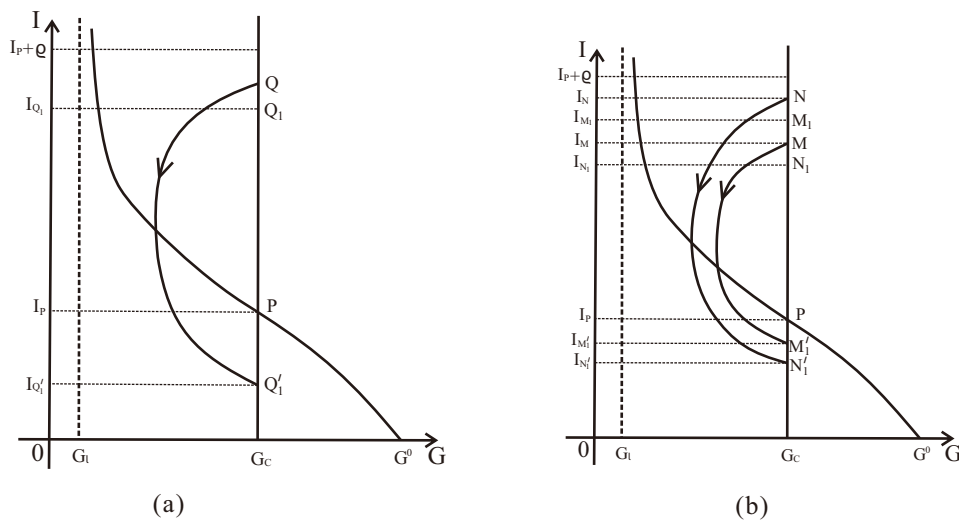 I
I_P+ϱ
I_{Q_1}
Q
Q_1
I_P
P
I_{Q_1'}
Q_1'
0
G_l
G_C
G^0
G
(a)
I
I_P+ϱ
I_N
N
I_{M_1}
M_1
I_M
M
I_{N_1}
N_1
I_P
P
I_{M_1'}
M_1'
I_{N_1'}
N_1'
0
G_l
G_C
G^0
G
(b)